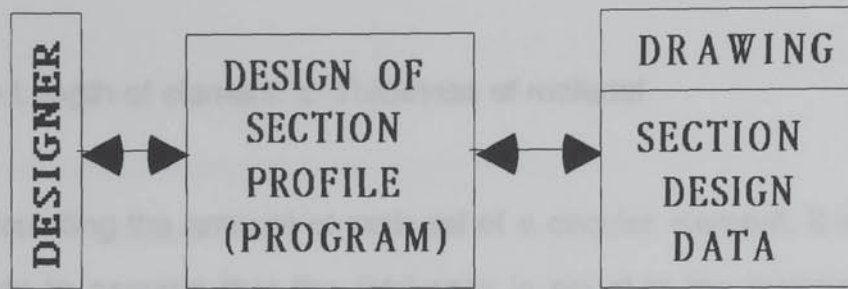 DESIGNER
DESIGN OF
SECTION
PROFILE
(PROGRAM)
DRAWING
SECTION
DESIGN
DATA